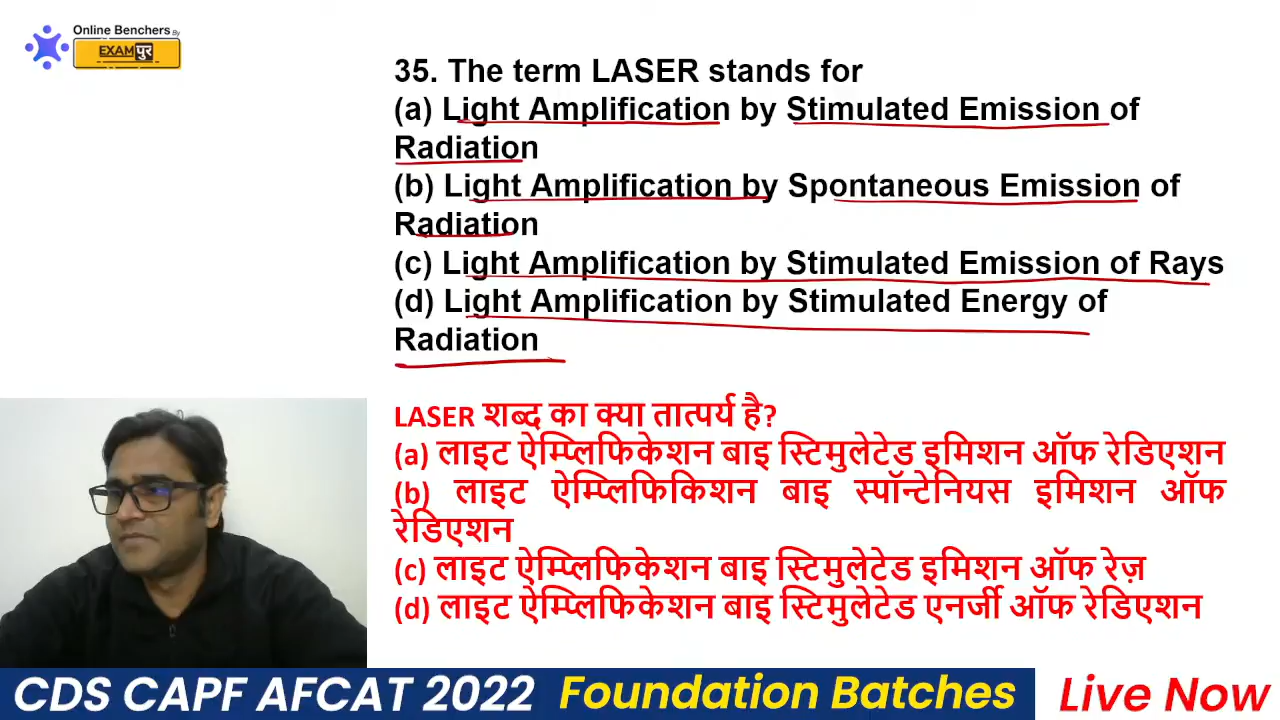 Online Benchers By
EXAMपुर
35. The term LASER stands for
(a) Light Amplification by Stimulated Emission of
Radiation
(b) Light Amplification by Spontaneous Emission of
Radiation
(c) Light Amplification by Stimulated Emission of Rays
(d) Light Amplification by Stimulated Energy of
Radiation
LASER शब्द का क्या तात्पर्य है?
(a) लाइट ऐम्प्लिफिकेशन बाइ स्टिमुलेटेड इमिशन ऑफ रेडिएशन
(b) लाइट ऐम्प्लिफिकिशन बाइ स्पॉन्टेनियस इमिशन ऑफ
रेडिएशन
(c) लाइट ऐम्प्लिफिकेशन बाइ स्टिमुलेटेड इमिशन ऑफ रेज़
(d) लाइट ऐम्प्लिफिकेशन बाइ स्टिमुलेटेड एनर्जी ऑफ रेडिएशन
CDS CAPF AFCAT 2022 Foundation Batches Live Now